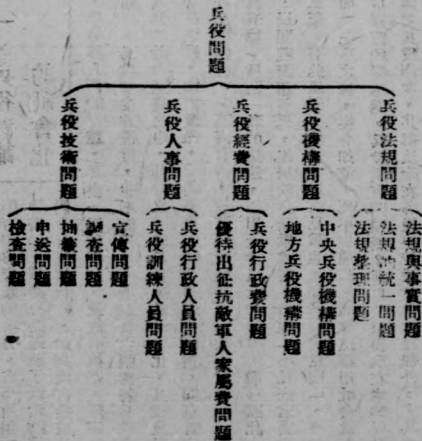 兵役問題
兵役法規問題
法規與事實問題
法規的統一問題
法規整理問題
兵役機構問題
中央兵役機構問題
地方兵役機構問題
兵役經費問題
兵役行政費問題
優待出征抗敵軍人家屬費問題
兵役人事問題
兵役行政人員問題
兵役訓練人員問題
兵役技術問題
宣傳問題
調查問題
抽籤問題
申送問題
檢查問題